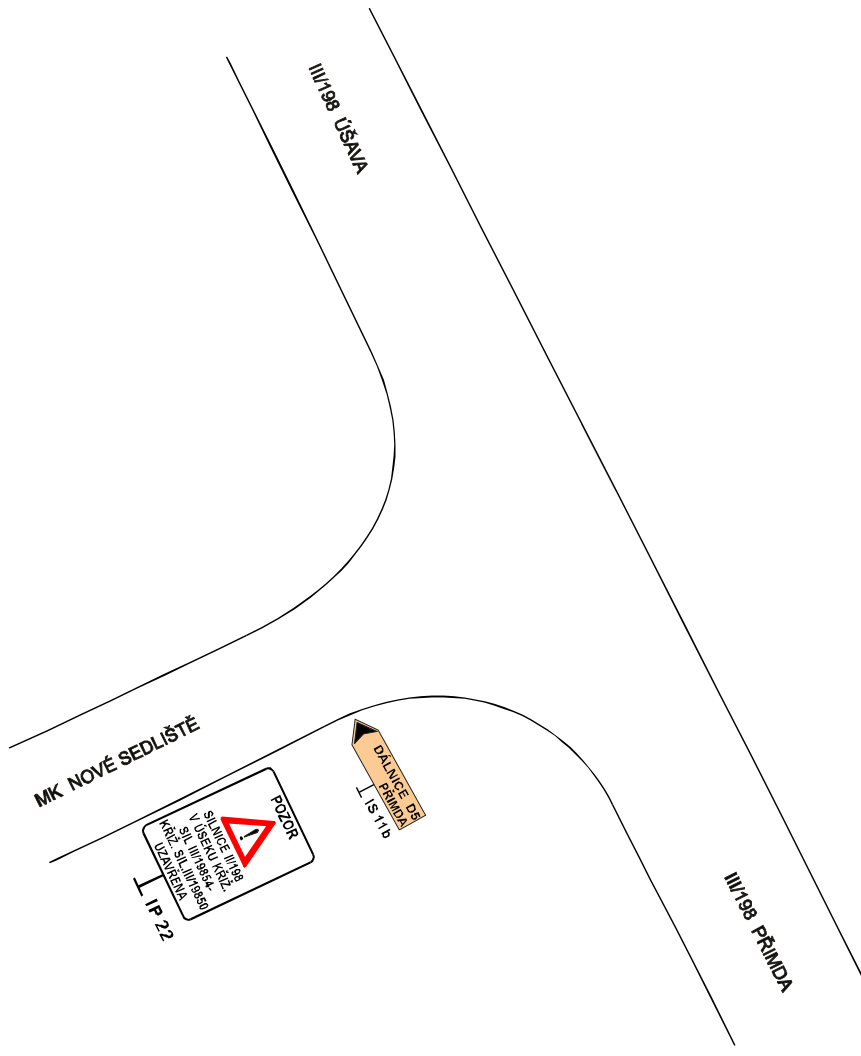 III/198 ÚŠAVA
MK NOVÉ SEDLIŠTĚ
DÁLNICE D5
PŘIMDA
IS 11b
POZOR
!
SILNICE II/198
V ÚSEKU KŘIŽ.
SIL III/19854-
KŘIŽ. SIL.III/19850
UZAVŘENA
IP 22
III/198 PŘIMDA